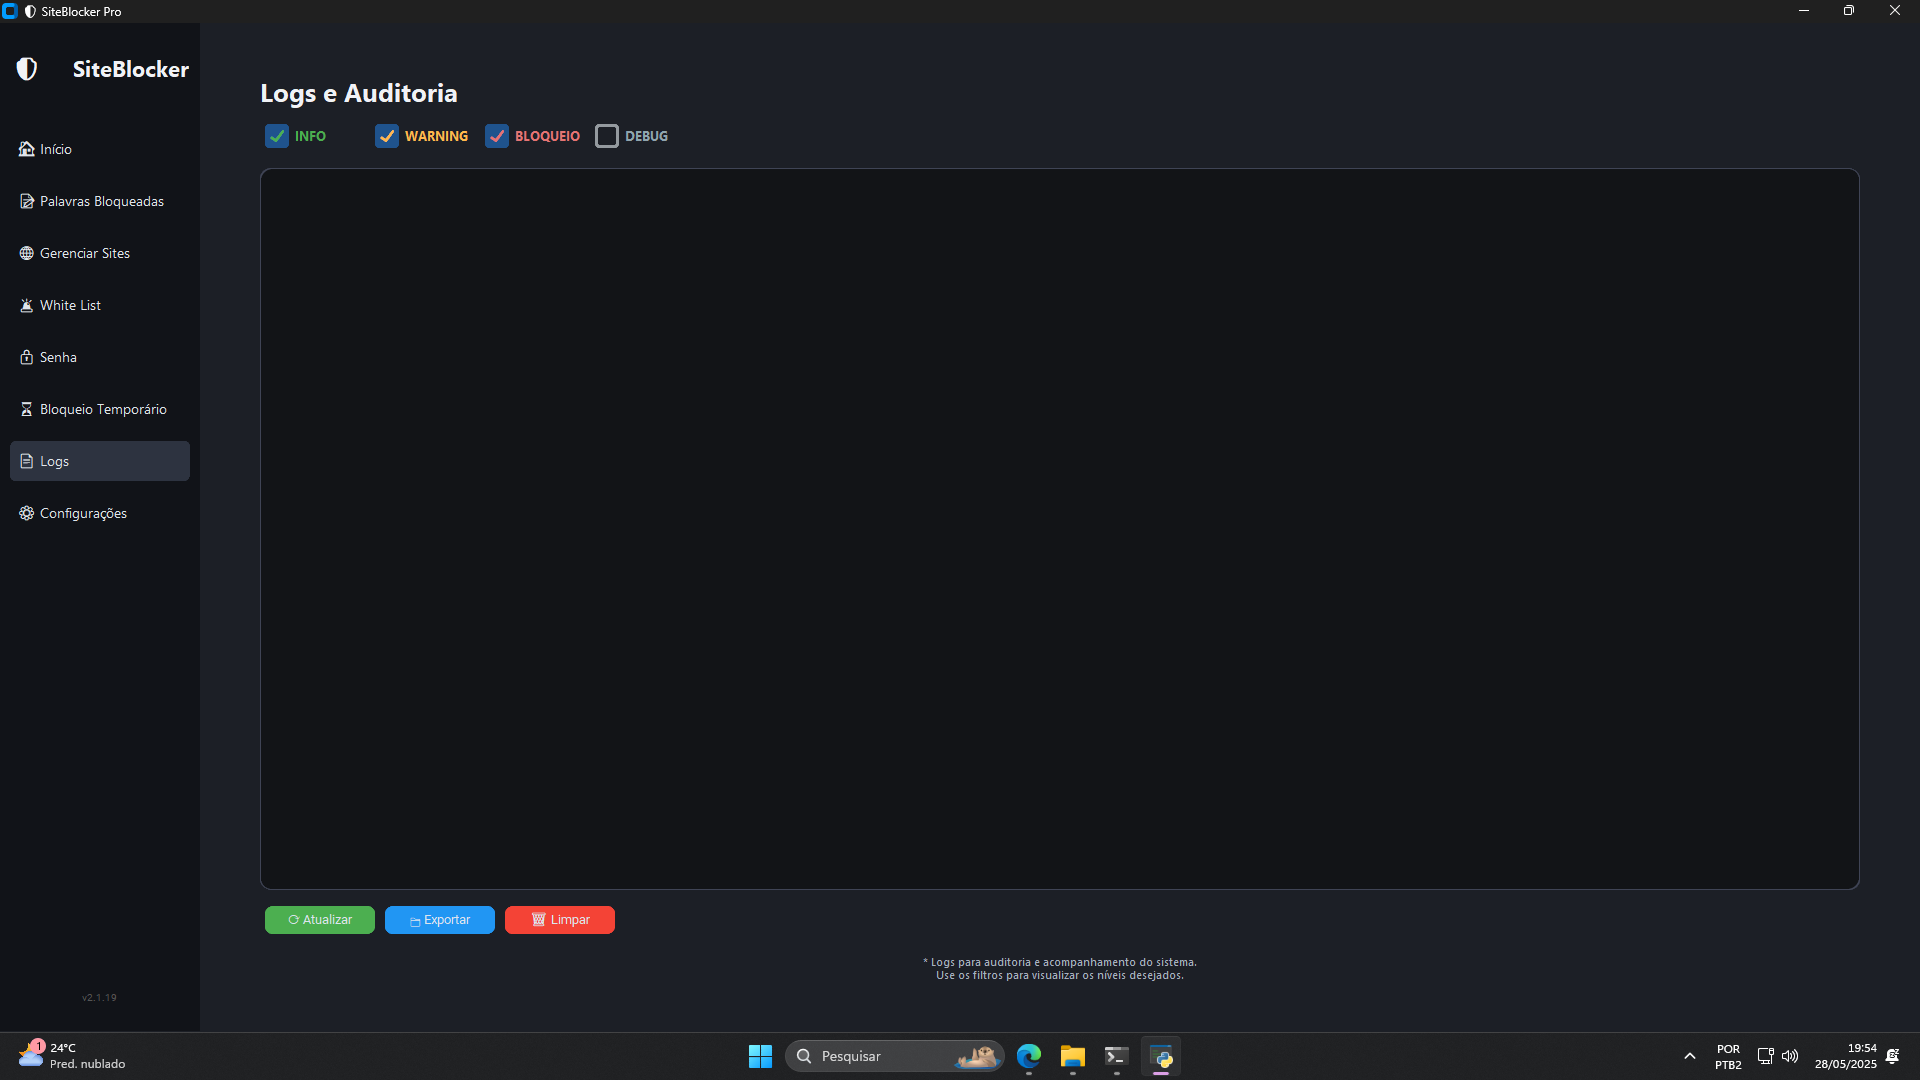 SiteBlocker Pro
SiteBlocker
Início
Palavras Bloqueadas
Gerenciar Sites
White List
Senha
Bloqueio Temporário
Logs
Configurações
v2.1.19
Logs e Auditoria
INFO WARNING BLOQUEIO DEBUG
Atualizar Exportar Limpar
* Logs para auditoria e acompanhamento do sistema.
Use os filtros para visualizar os níveis desejados.
1
24°C
Pred. nublado
Pesquisar
POR
PTB2
19:54
28/05/2025